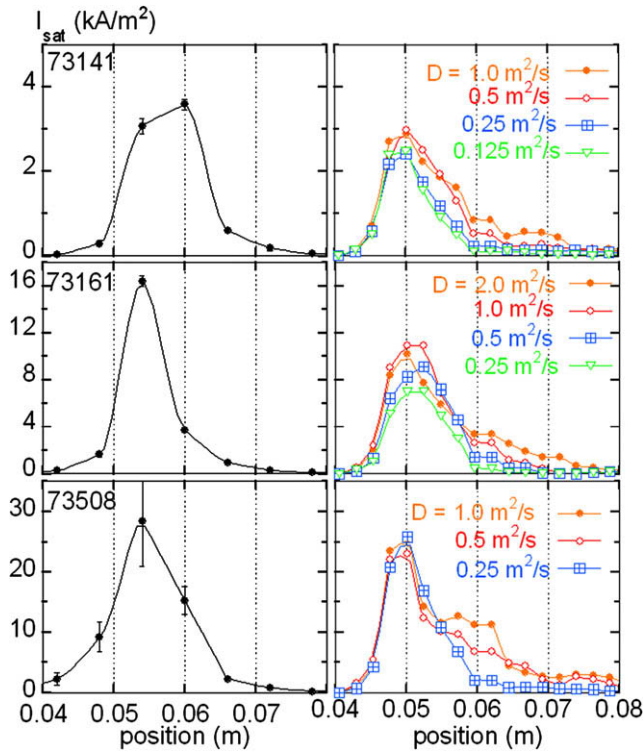 I_sat (kA/m²)
73141
4
2
0
D = 1.0 m²/s
0.5 m²/s
0.25 m²/s
0.125 m²/s
73161
16
12
8
4
0
D = 2.0 m²/s
1.0 m²/s
0.5 m²/s
0.25 m²/s
73508
30
20
10
0
D = 1.0 m²/s
0.5 m²/s
0.25 m²/s
0.04 0.05 0.06 0.07 0.04 0.05 0.06 0.07 0.08
position (m) position (m)